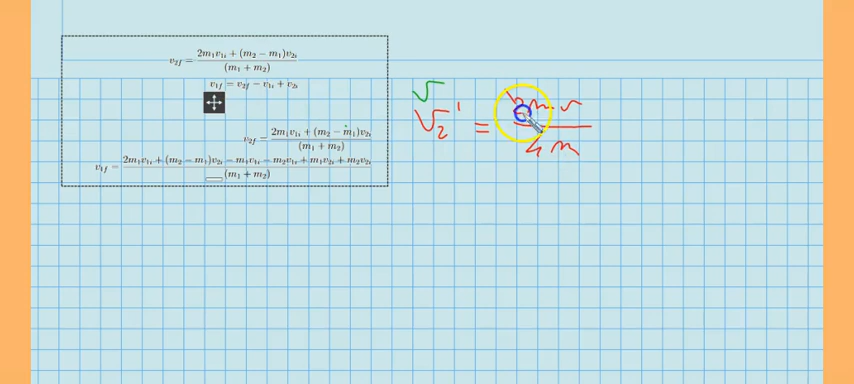 v_{2f} = \frac{2m_1v_{1i} + (m_2 - m_1)v_{2i}}{(m_1 + m_2)}
v_{1f} = v_{2f} - v_{1i} + v_{2i}
v_{2f} = \frac{2m_1v_{1i} + (m_2 - m_1)v_{2i}}{(m_1 + m_2)}
v_{1f} = \frac{2m_1v_{1i} + (m_2 - m_1)v_{2i} - m_1v_{1i} - m_2v_{1i} + m_1v_{2i} + m_2v_{2i}}{(m_1 + m_2)}
v
v_2' =
4 m